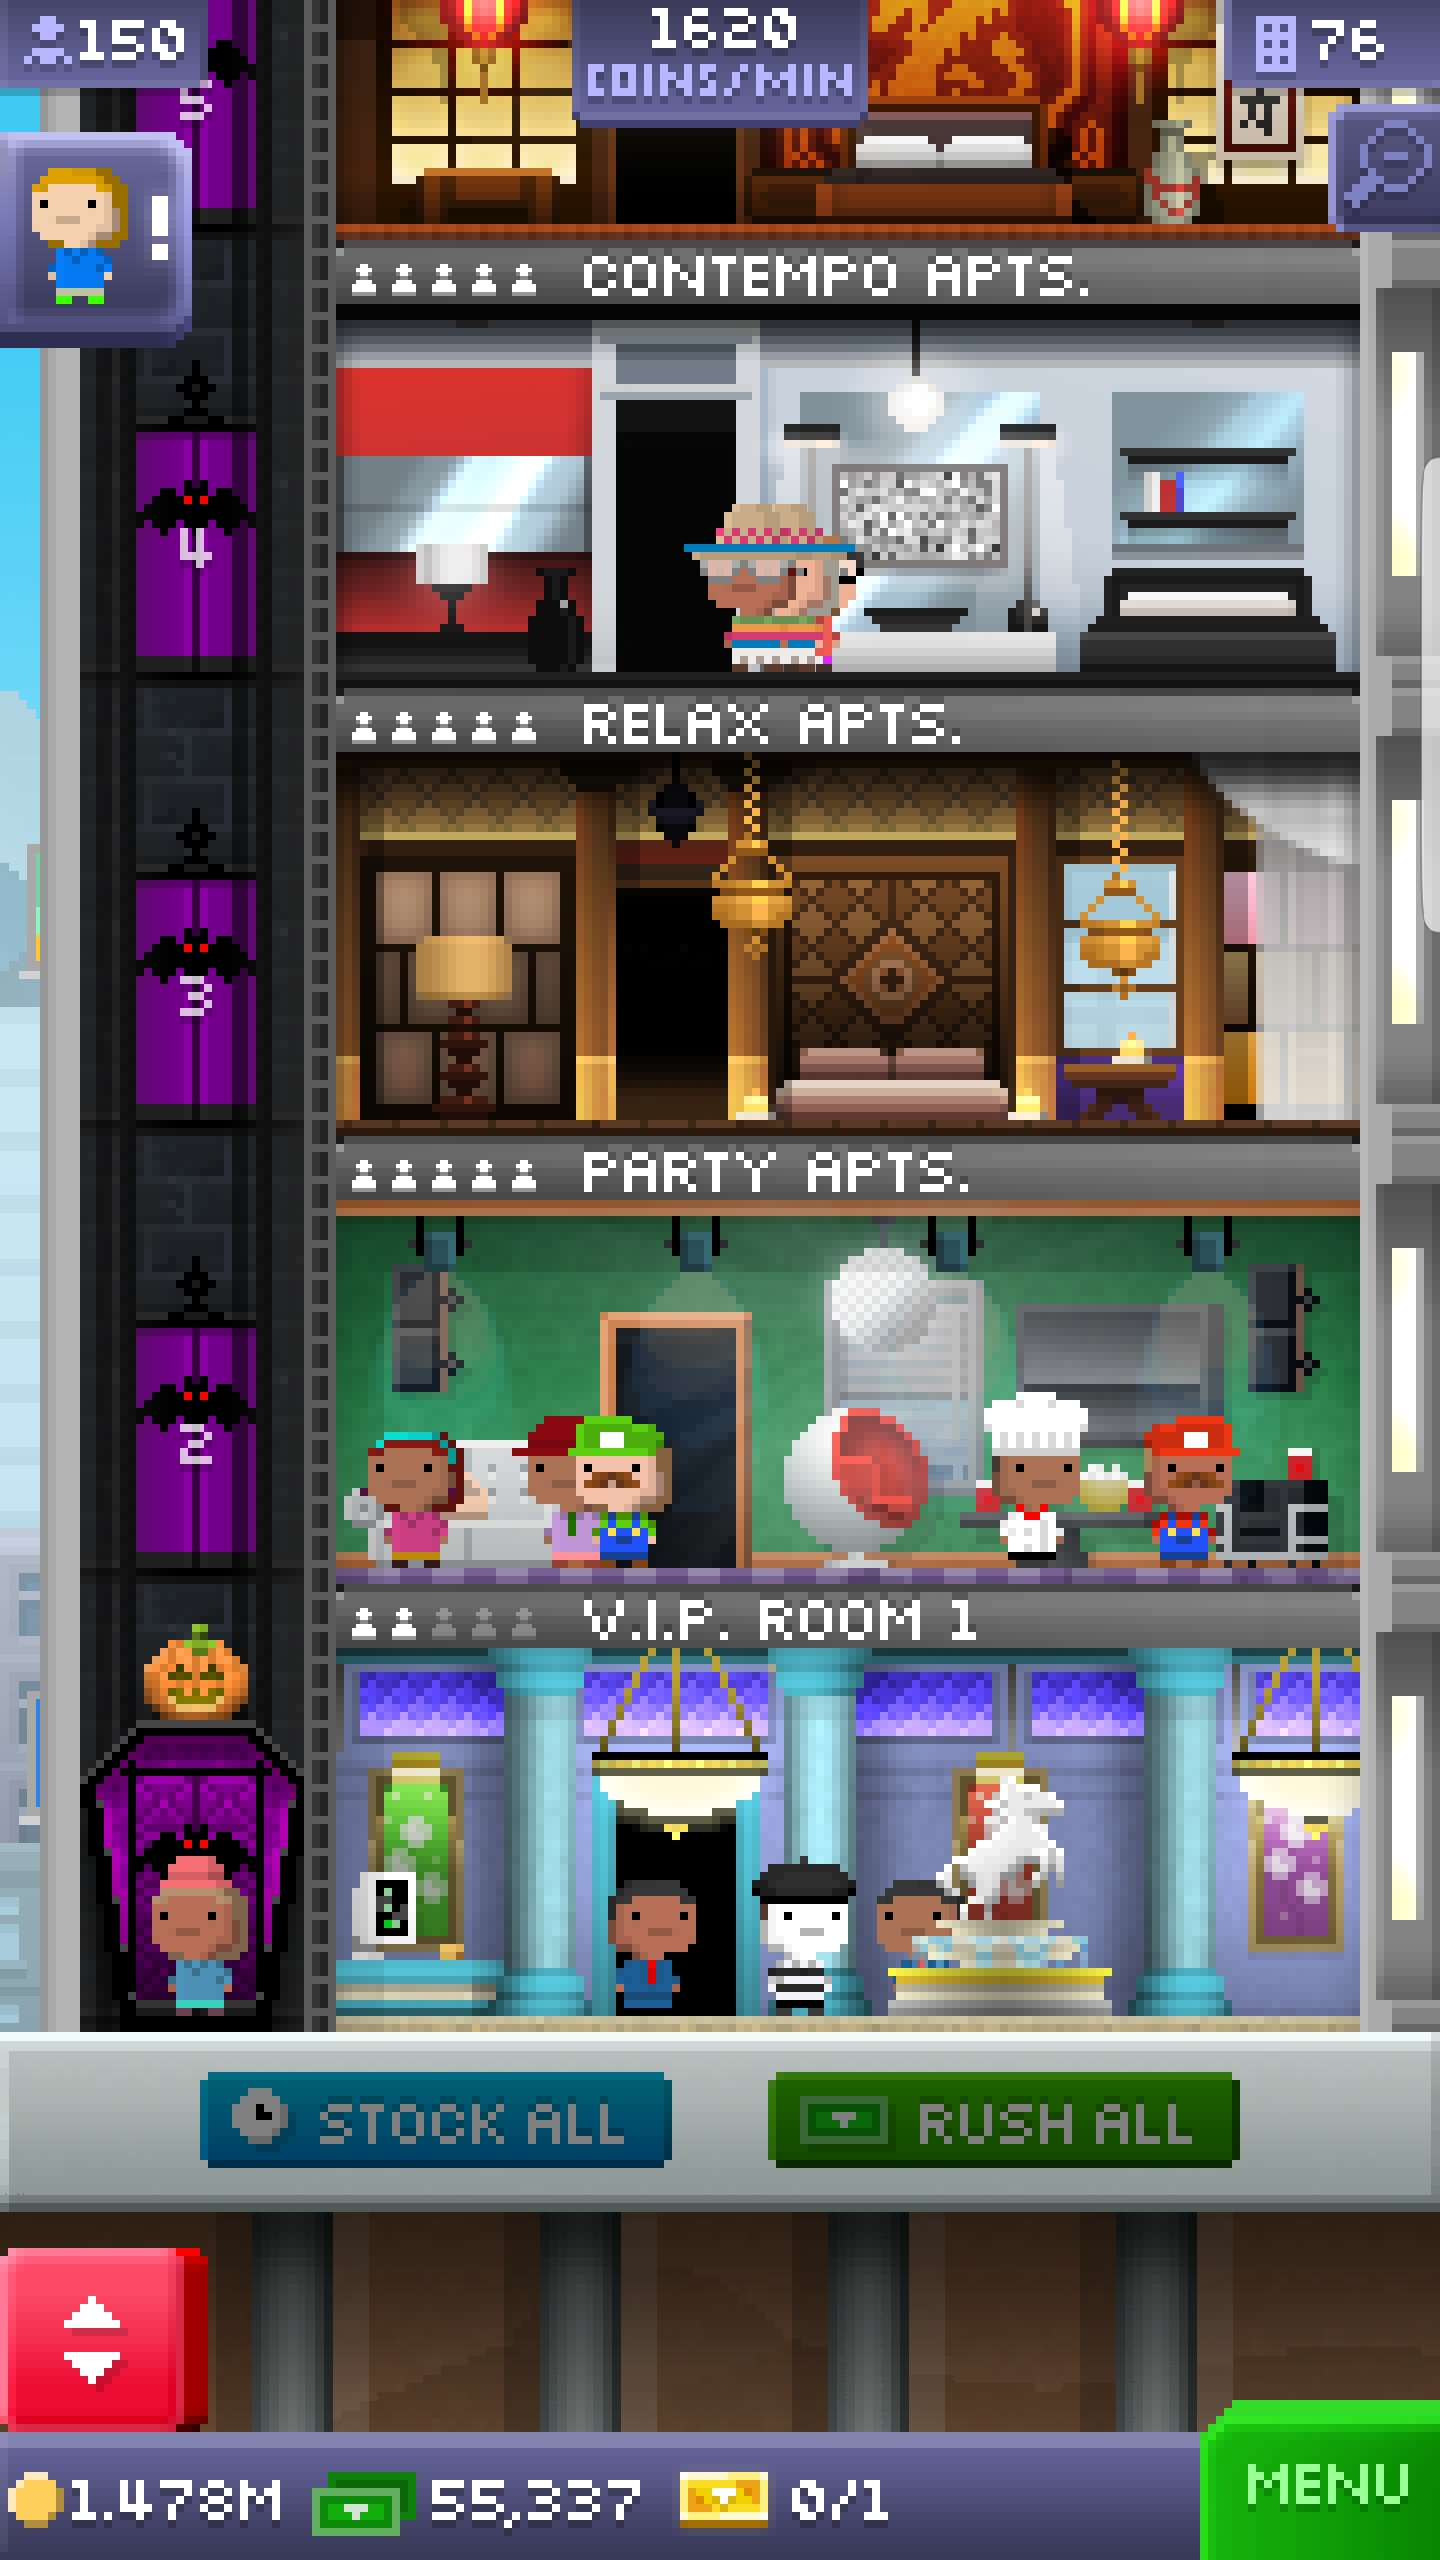 150
1620
COINS/MIN
76
5
!
CONTEMPO APTS.
4
RELAX APTS.
3
PARTY APTS.
2
V.I.P. ROOM 1
STOCK ALL
RUSH ALL
1.478M
55,337
0/1
MENU